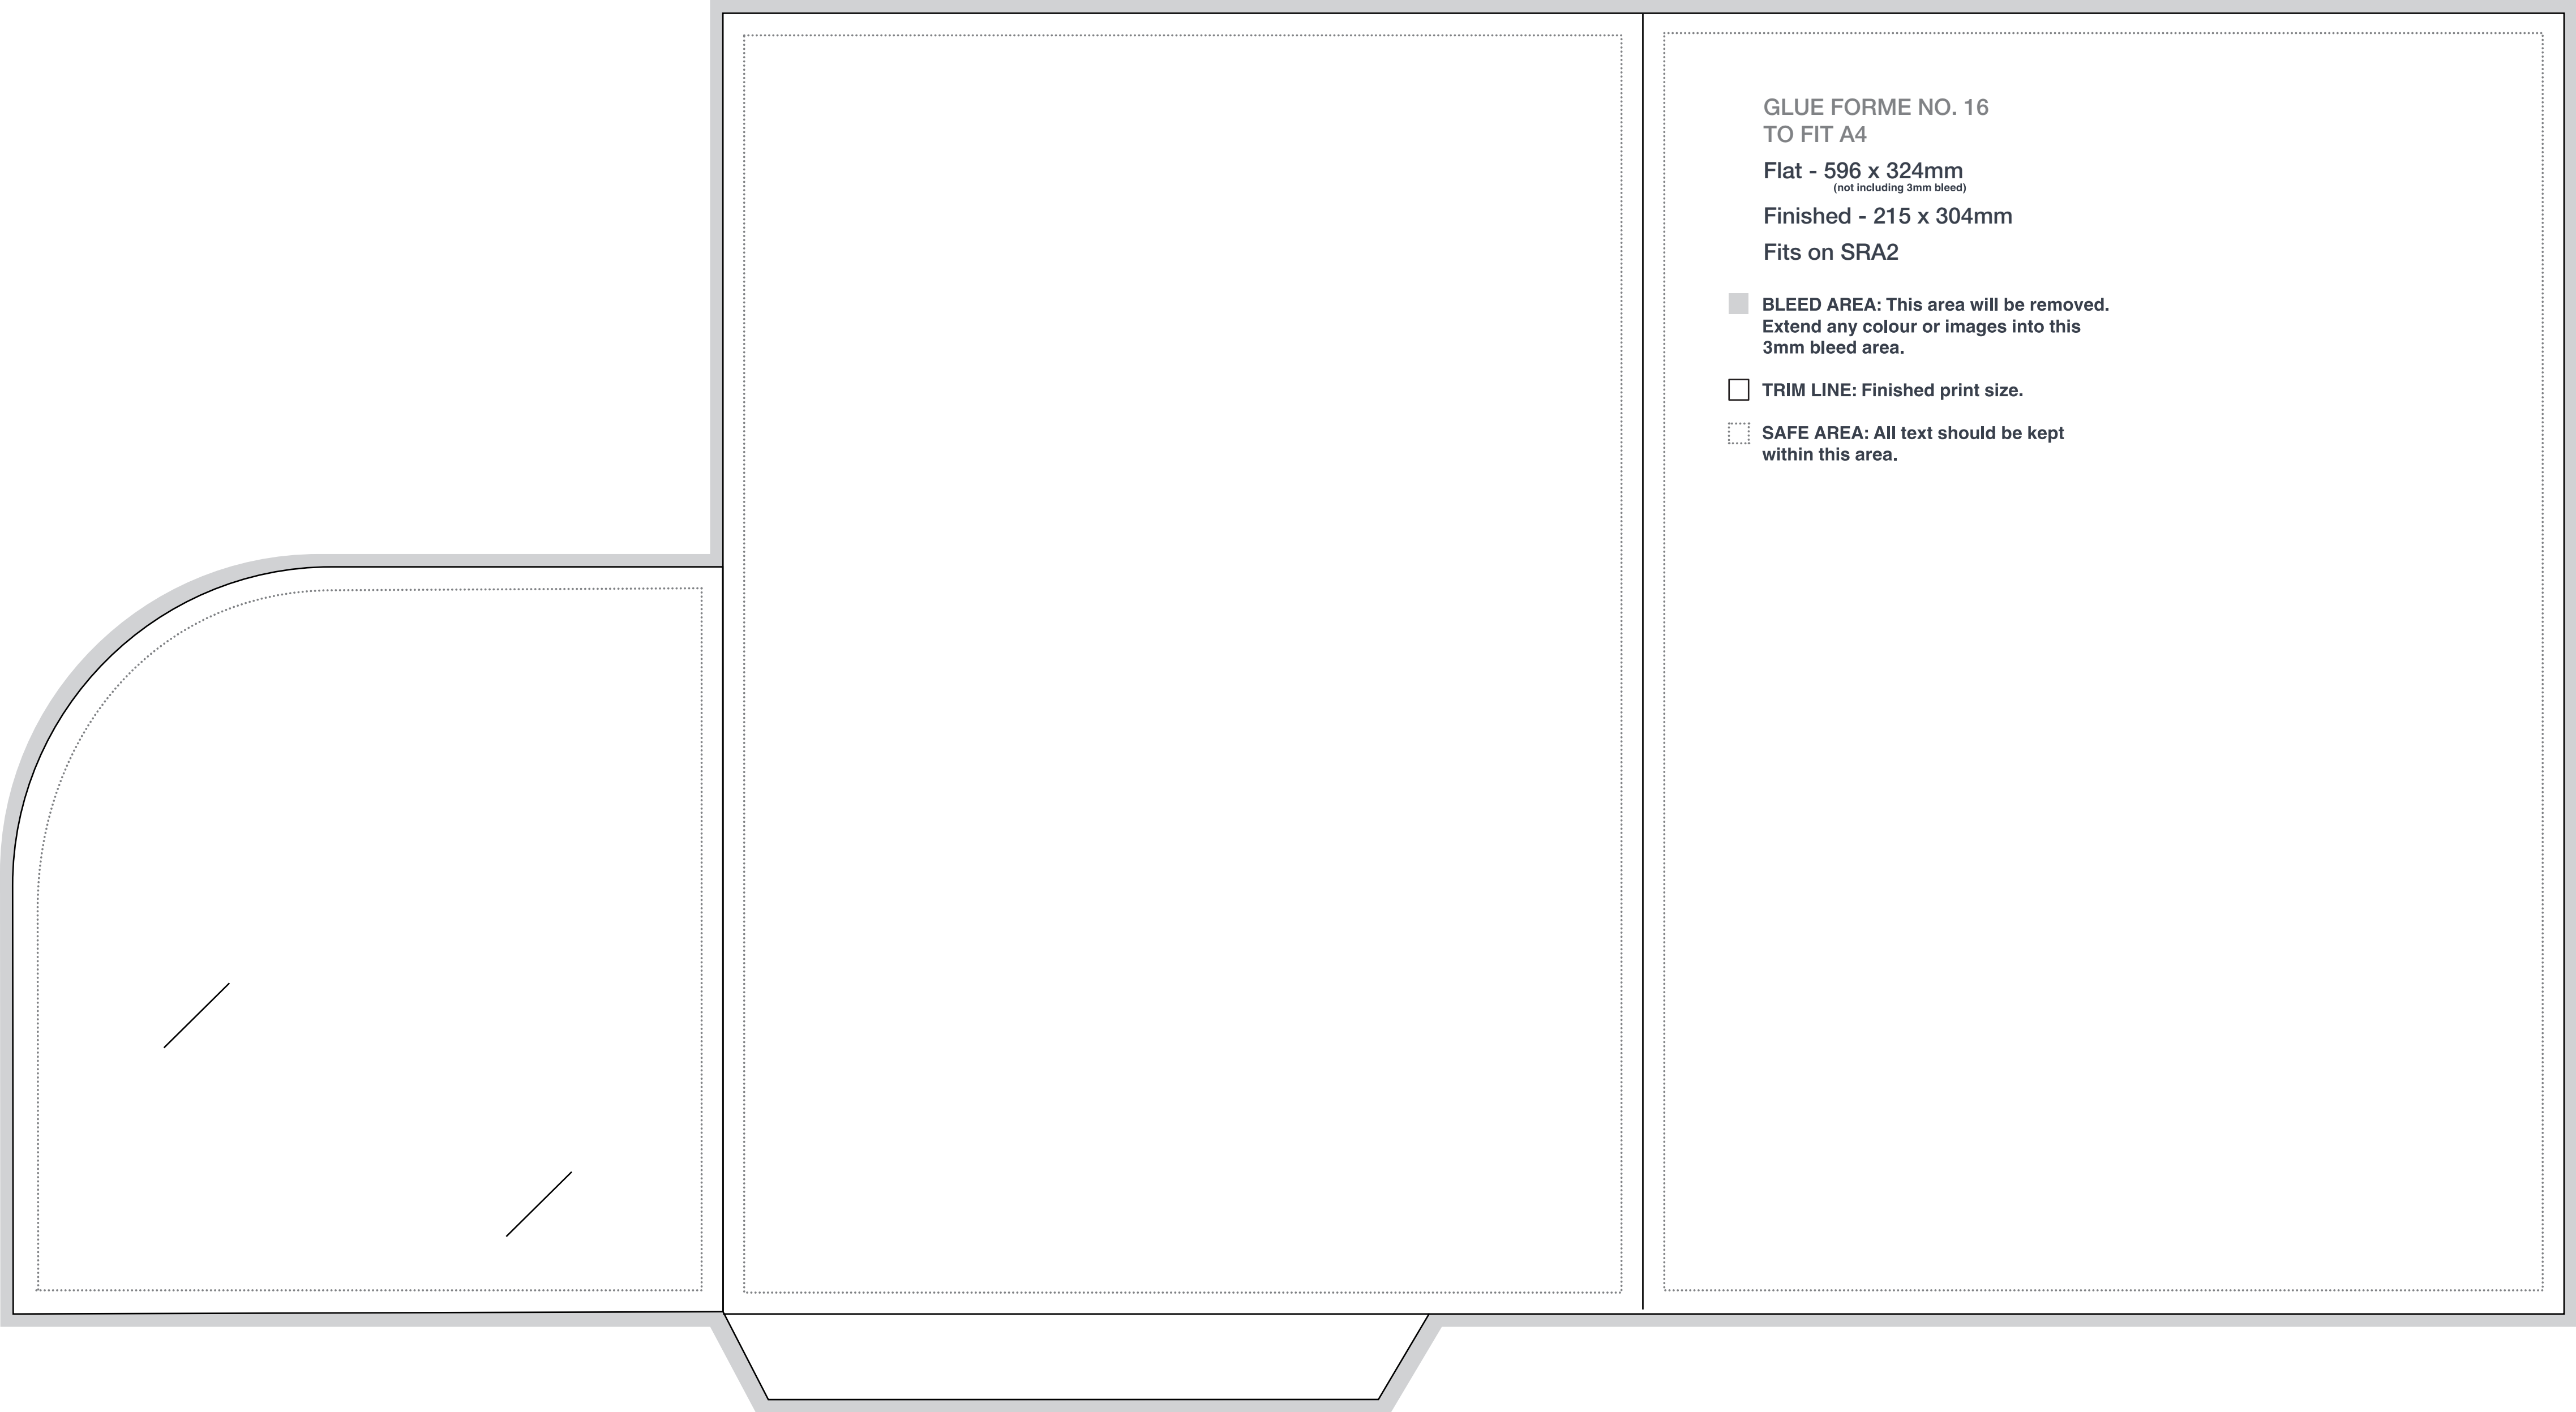 GLUE FORME NO. 16
TO FIT A4
Flat - 596 x 324mm
(not including 3mm bleed)
Finished - 215 x 304mm
Fits on SRA2
BLEED AREA: This area will be removed.
Extend any colour or images into this
3mm bleed area.
TRIM LINE: Finished print size.
SAFE AREA: All text should be kept
within this area.